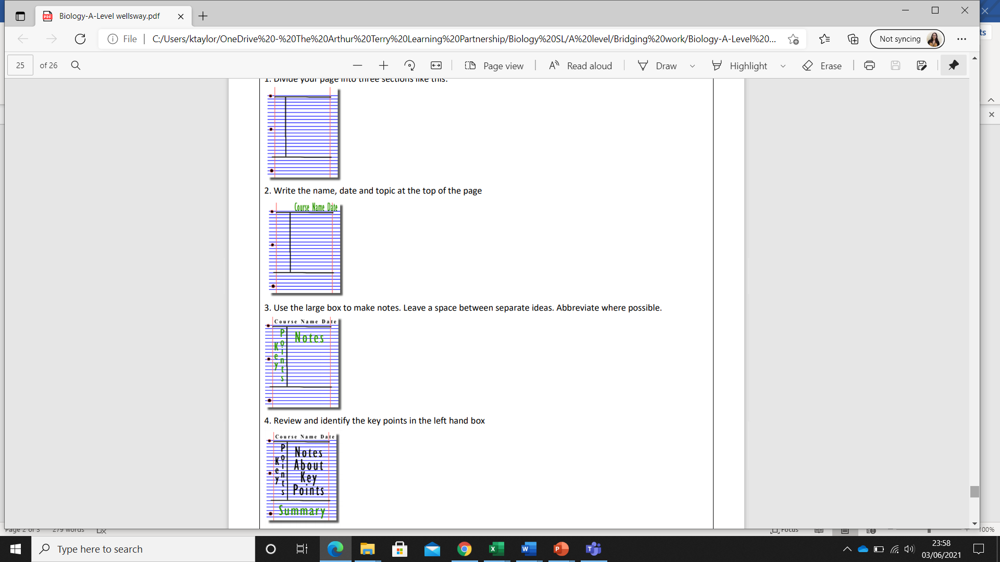 Biology-A-Level wellsway.pdf
File
C:/Users/ktaylor/OneDrive%20-%20The%20Arthur%20Terry%20Learning%20Partnership/Biology%20SL/A%20level/Bridging%20work/Biology-A-Level%20...
Not syncing
ts
25 of 26
Page view
Read aloud
Draw
Highlight
Erase
1. Divide your page into three sections like this:
2. Write the name, date and topic at the top of the page
Course Name Date
3. Use the large box to make notes. Leave a space between separate ideas. Abbreviate where possible.
Course Name Date
Key Points
Notes
4. Review and identify the key points in the left hand box
Course Name Date
Key Points
Notes
About
Key
Points
Summary
Page 2 of 3 279 words
Focus
100%
Type here to search
23:58
03/06/2021